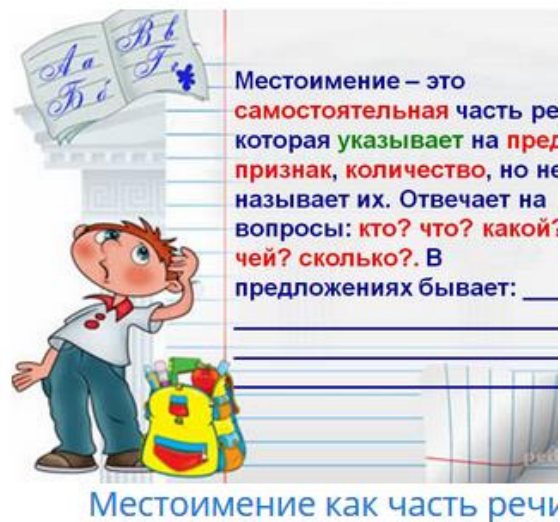 А а
Б б
В в
Г г
Местоимение – это
самостоятельная часть ре
которая указывает на пред
признак, количество, но не
называет их. Отвечает на
вопросы: кто? что? какой?
чей? сколько?. В
предложениях бывает: ___
Местоимение как часть речи